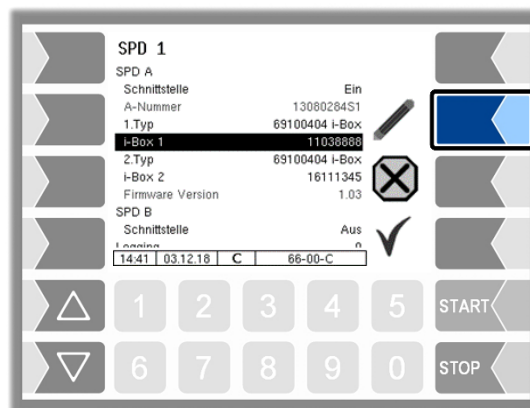 SPD 1
SPD A
Schnittstelle Ein
A-Nummer 13080284S1
1.Typ 69100404 i-Box
i-Box 1 11038888
2.Typ 69100404 i-Box
i-Box 2 16111345
Firmware Version 1.03
SPD B
Schnittstelle Aus
Logging 0
14:41 03.12.18 C 66-00-C
1 2 3 4 5 START
6 7 8 9 0 STOP